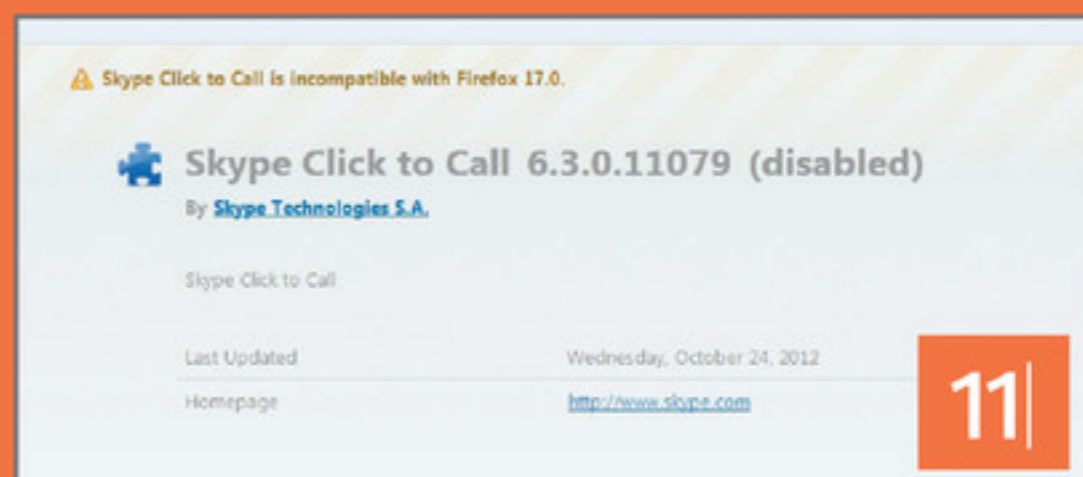 Skype Click to Call is incompatible with Firefox 17.0.
Skype Click to Call 6.3.0.11079 (disabled)
By Skype Technologies S.A.
Skype Click to Call
Last Updated Wednesday, October 24, 2012
Homepage http://www.skype.com
11